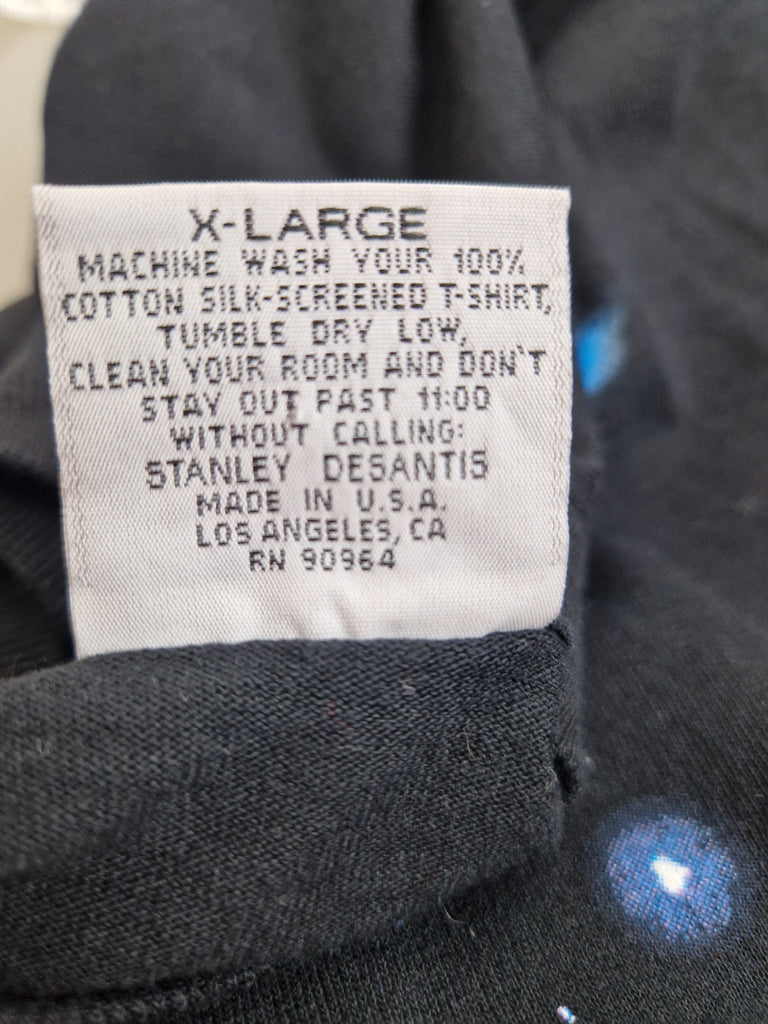 X-LARGE
MACHINE WASH YOUR 100%
COTTON SILK-SCREENED T-SHIRT,
TUMBLE DRY LOW,
CLEAN YOUR ROOM AND DON'T
STAY OUT PAST 11:00
WITHOUT CALLING:
STANLEY DESANTIS
MADE IN U.S.A.
LOS ANGELES, CA
RN 90964